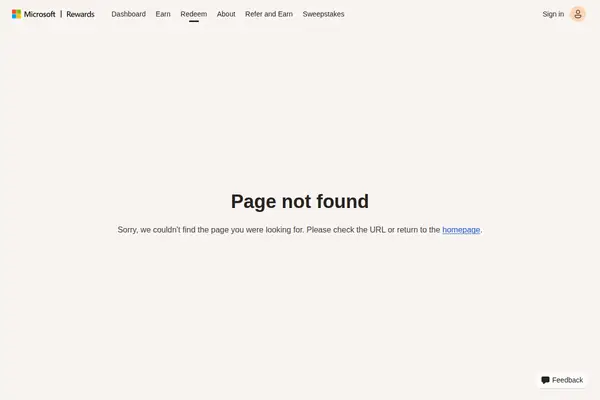 Microsoft | Rewards Dashboard Earn Redeem About Refer and Earn Sweepstakes Sign in
Page not found
Sorry, we couldn't find the page you were looking for. Please check the URL or return to the homepage.
Feedback